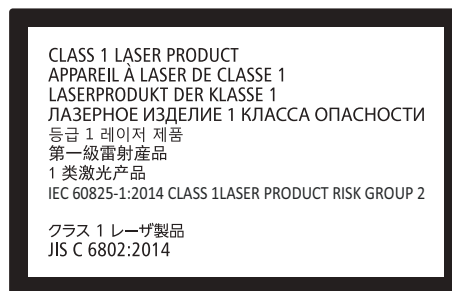 CLASS 1 LASER PRODUCT
APPAREIL À LASER DE CLASSE 1
LASERPRODUKT DER KLASSE 1
ЛАЗЕРНОЕ ИЗДЕЛИЕ 1 КЛАССА ОПАСНОСТИ
등급 1 레이저 제품
第一級雷射産品
1 类激光产品
IEC 60825-1:2014 CLASS 1LASER PRODUCT RISK GROUP 2
クラス 1 レーザ製品
JIS C 6802:2014